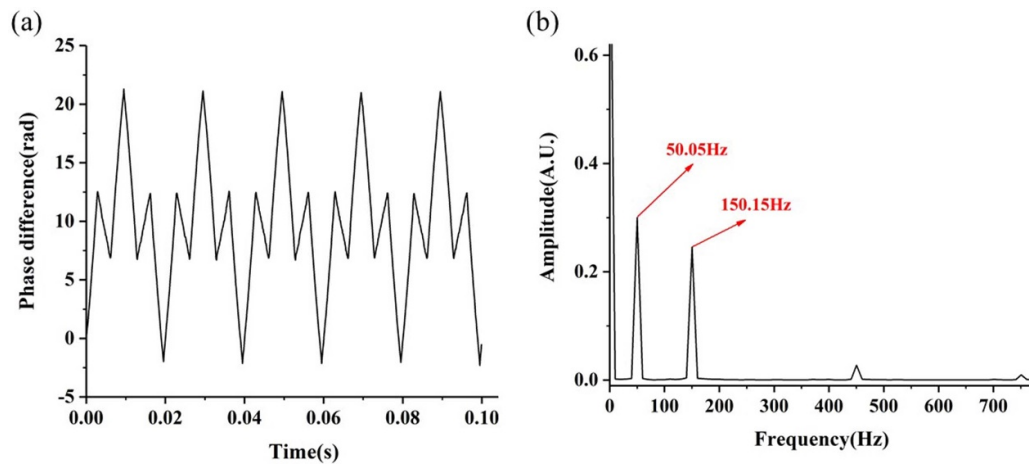 (a)
25
20
15
10
5
0
-5
0.00 0.02 0.04 0.06 0.08 0.10
Phase difference(rad)
Time(s)
(b)
0.6
0.4
0.2
0.0
0 100 200 300 400 500 600 700
Amplitude(A.U.)
Frequency(Hz)
50.05Hz
150.15Hz